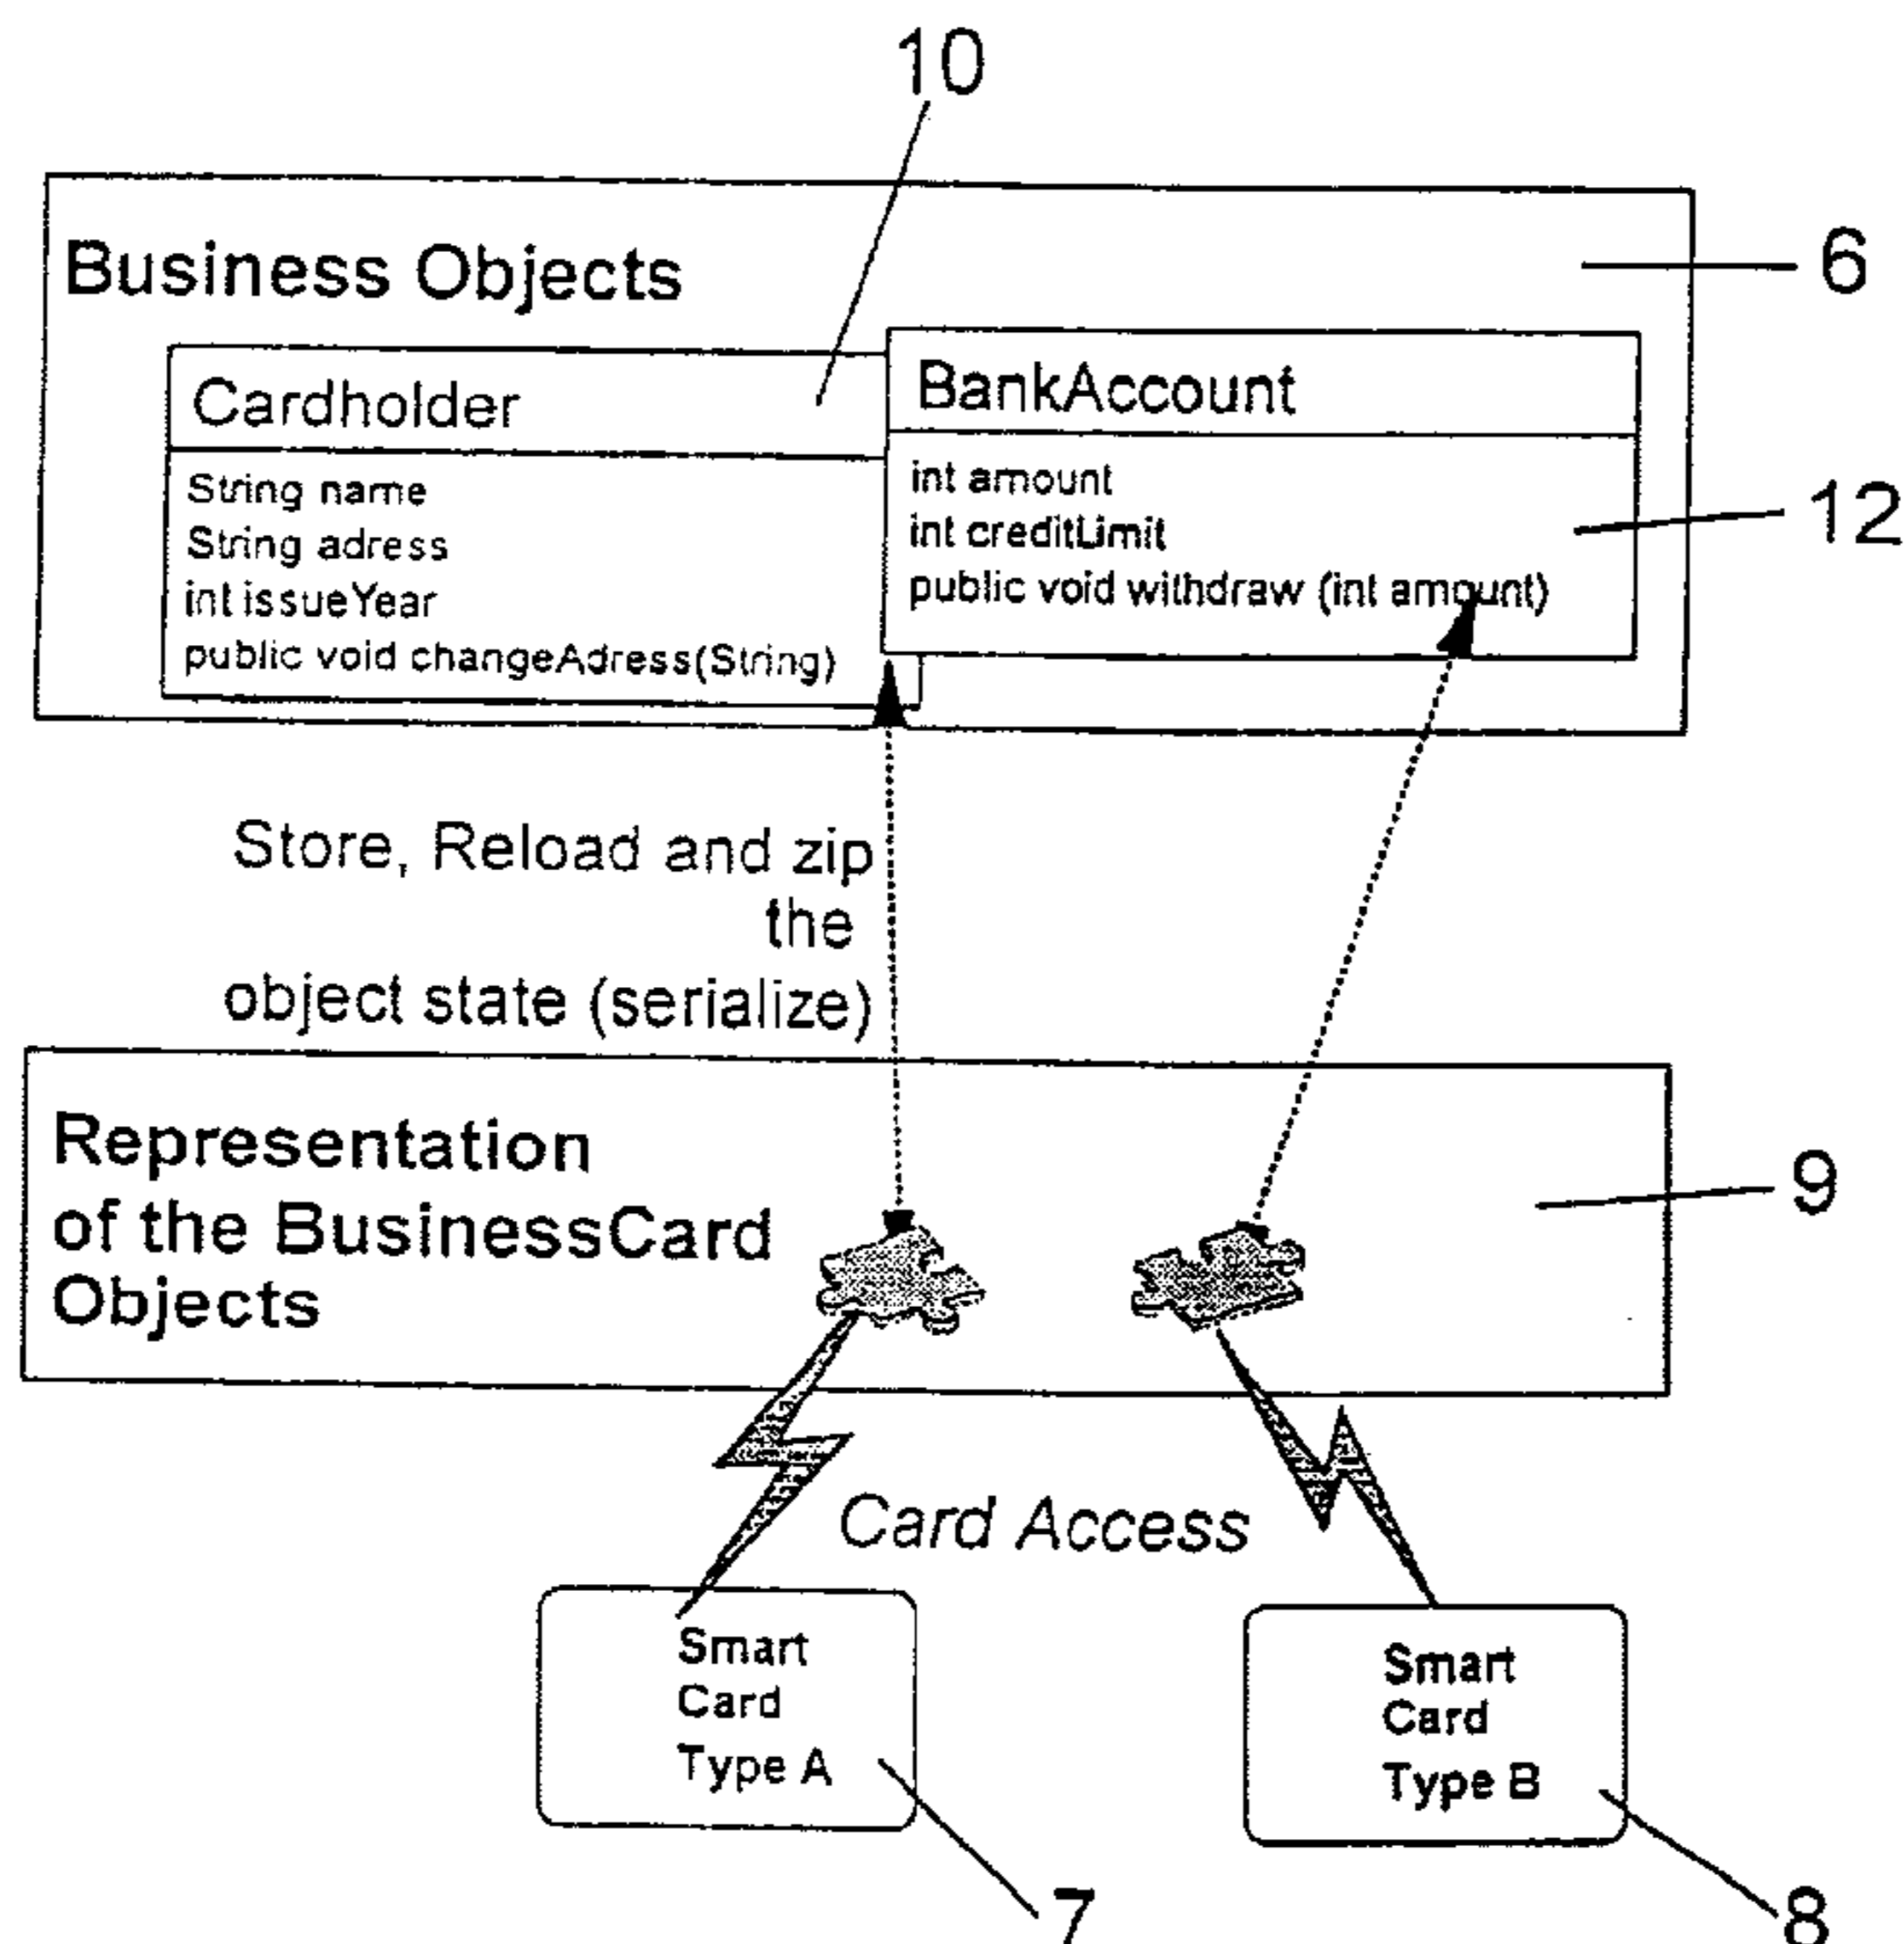 10
Business Objects
6
Cardholder
String name
String adress
int issueYear
public void changeAdress(String)
BankAccount
int amount
int creditLimit
public void withdraw (int amount)
12
Store, Reload and zip
the
object state (serialize)
Representation
of the BusinessCard
Objects
9
Card Access
Smart
Card
Type A
7
Smart
Card
Type B
8